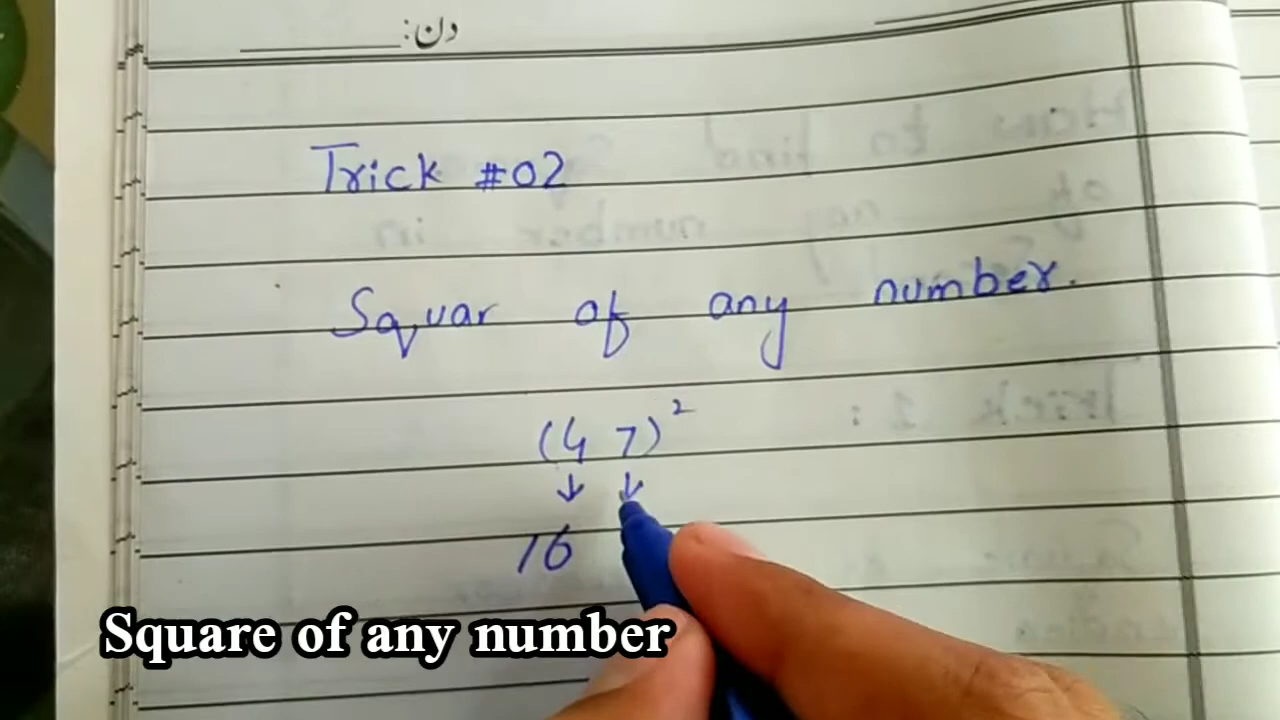 دن:
Trick #02
Squar of any number.
(47)²
↓ ↓
16
Square of any number